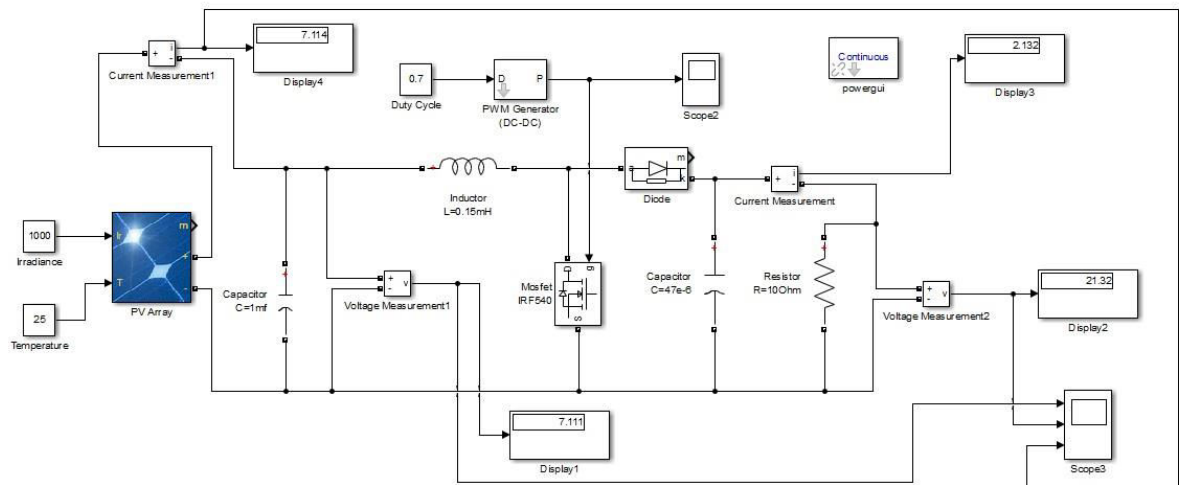 7.114
Display4
i
+
-
Current Measurement1
0.7
Duty Cycle
D
P
PWM Generator
(DC-DC)
Scope2
Continuous
powergui
2.132
Display3
Inductor
L=0.15mH
a
m
k
Diode
+
i
-
Current Measurement
1000
Irradiance
25
Temperature
Ir
T
m
+
-
PV Array
Capacitor
C=1mf
+
-
v
Voltage Measurement1
D
g
S
Mosfet
IRF540
Capacitor
C=47e-6
Resistor
R=10Ohm
+
-
v
Voltage Measurement2
21.32
Display2
7.111
Display1
Scope3